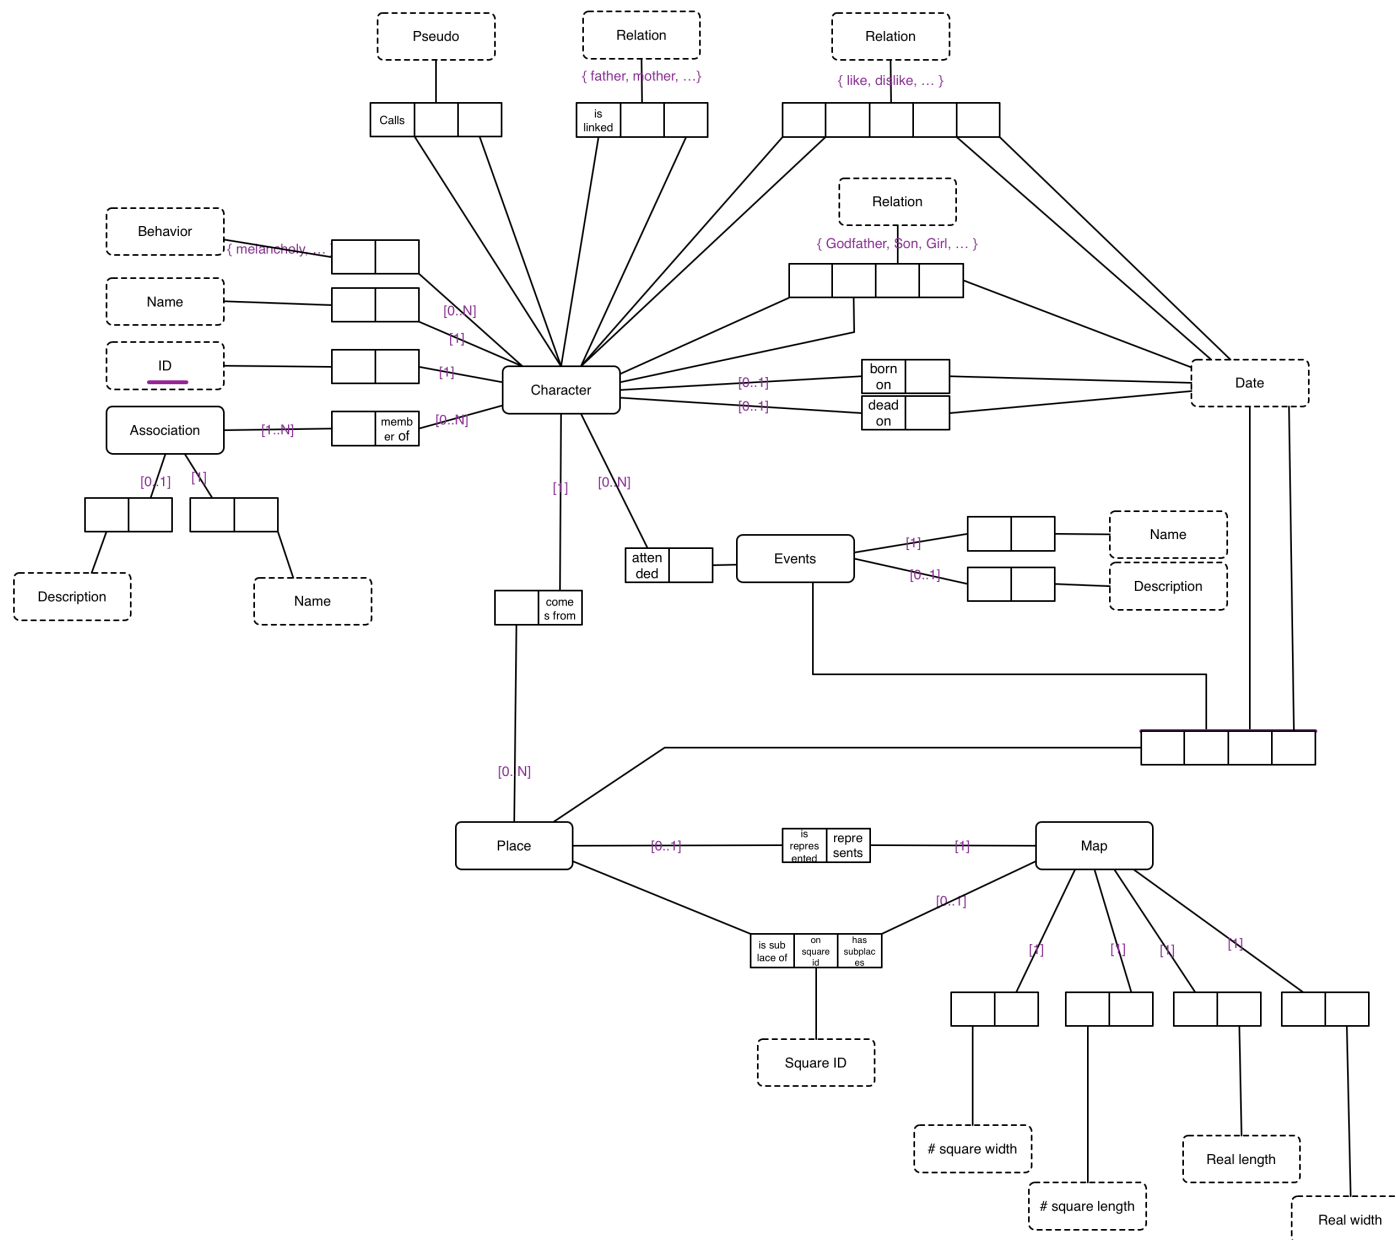 Pseudo
Relation
Relation
{ father, mother, …}
{ like, dislike, … }
Calls
is
linked
Relation
Behavior
{ melancholy, …
{ Godfather, Son, Girl, … }
Name
[0..N]
[1]
ID
[1]
Character
[0..1]
born
on
Date
[0..1]
dead
on
Association
[1..N]
memb
er of
[0..N]
[0..1]
[1]
[1]
[0..N]
Description
Name
atten
ded
Events
[1]
Name
[0..1]
Description
come
s from
[0..N]
Place
[0..1]
is
repres
ented
repre
sents
[1]
Map
[0..1]
is sub
lace of
on
square
id
has
subplac
es
[1]
[1]
[1]
[1]
Square ID
# square width
Real length
# square length
Real width